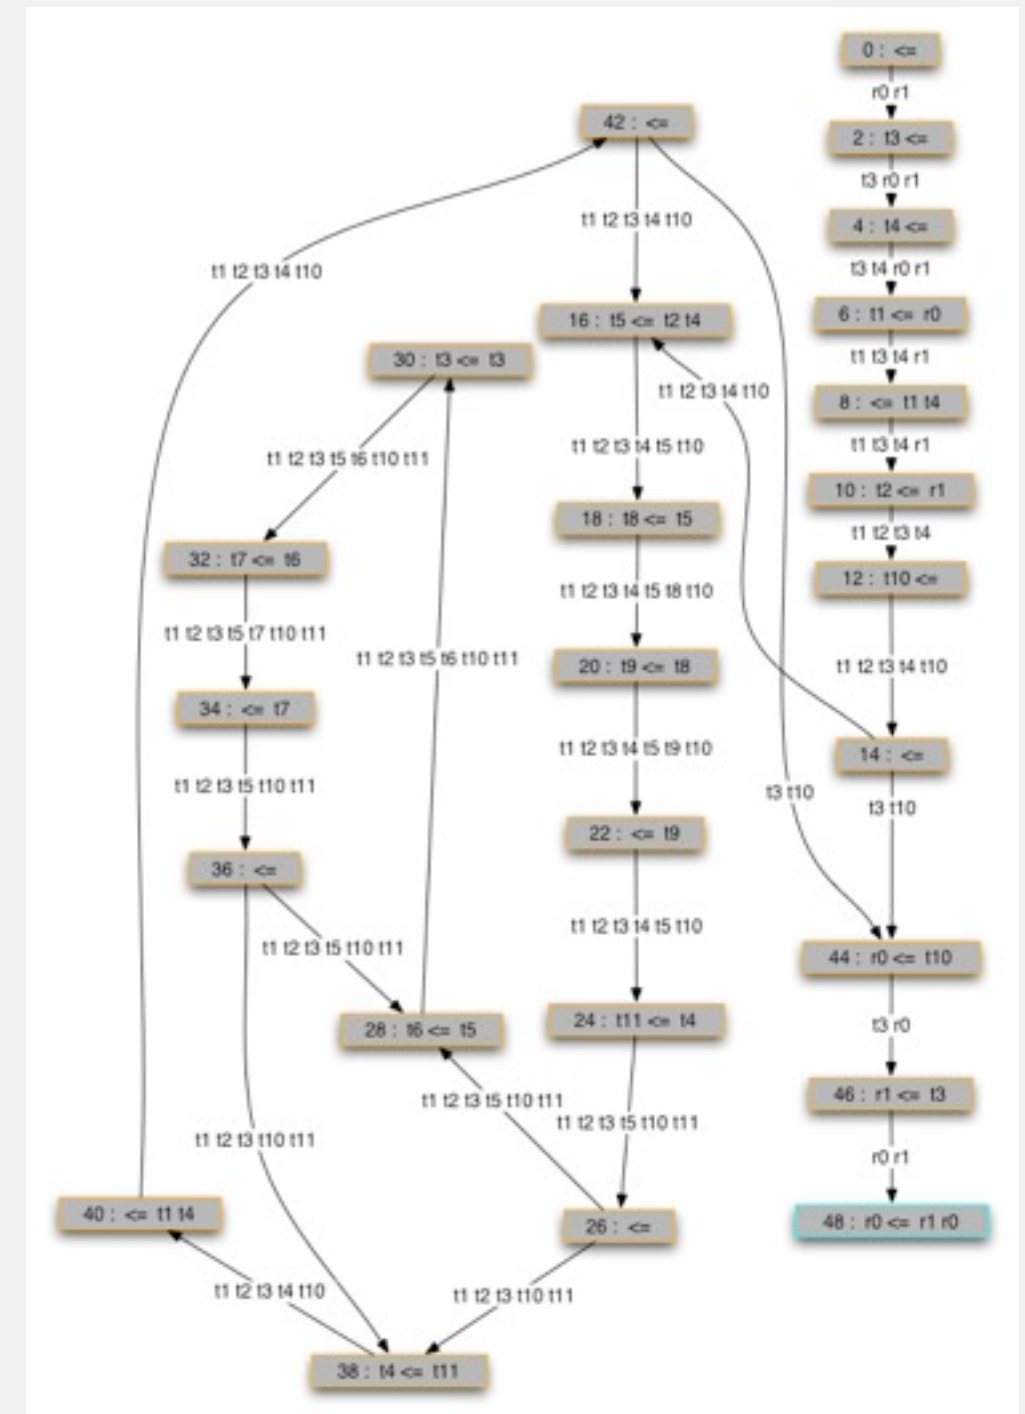 0 : <=
r0 r1
42 : <=
2 : t3 <=
t3 r0 r1
t1 t2 t3 t4 t10
4 : t4 <=
t1 t2 t3 t4 t10
t3 t4 r0 r1
16 : t5 <= t2 t4
6 : t1 <= r0
30 : t3 <= t3
t1 t3 t4 r1
t1 t2 t3 t4 t10
8 : <= t1 t4
t1 t2 t3 t5 t6 t10 t11
t1 t2 t3 t4 t5 t10
t1 t3 t4 r1
10 : t2 <= r1
18 : t8 <= t5
t1 t2 t3 t4
32 : t7 <= t6
12 : t10 <=
t1 t2 t3 t4 t5 t8 t10
t1 t2 t3 t5 t7 t10 t11
t1 t2 t3 t5 t6 t10 t11
20 : t9 <= t8
t1 t2 t3 t4 t10
34 : <= t7
t1 t2 t3 t4 t5 t9 t10
14 : <=
t1 t2 t3 t5 t10 t11
t3 t10
t3 t10
22 : <= t9
36 : <=
t1 t2 t3 t4 t5 t10
t1 t2 t3 t5 t10 t11
44 : r0 <= t10
28 : t6 <= t5
24 : t11 <= t4
t3 r0
t1 t2 t3 t5 t10 t11
46 : r1 <= t3
t1 t2 t3 t5 t10 t11
t1 t2 t3 t10 t11
r0 r1
40 : <= t1 t4
26 : <=
48 : r0 <= r1 r0
t1 t2 t3 t4 t10
t1 t2 t3 t10 t11
38 : t4 <= t11